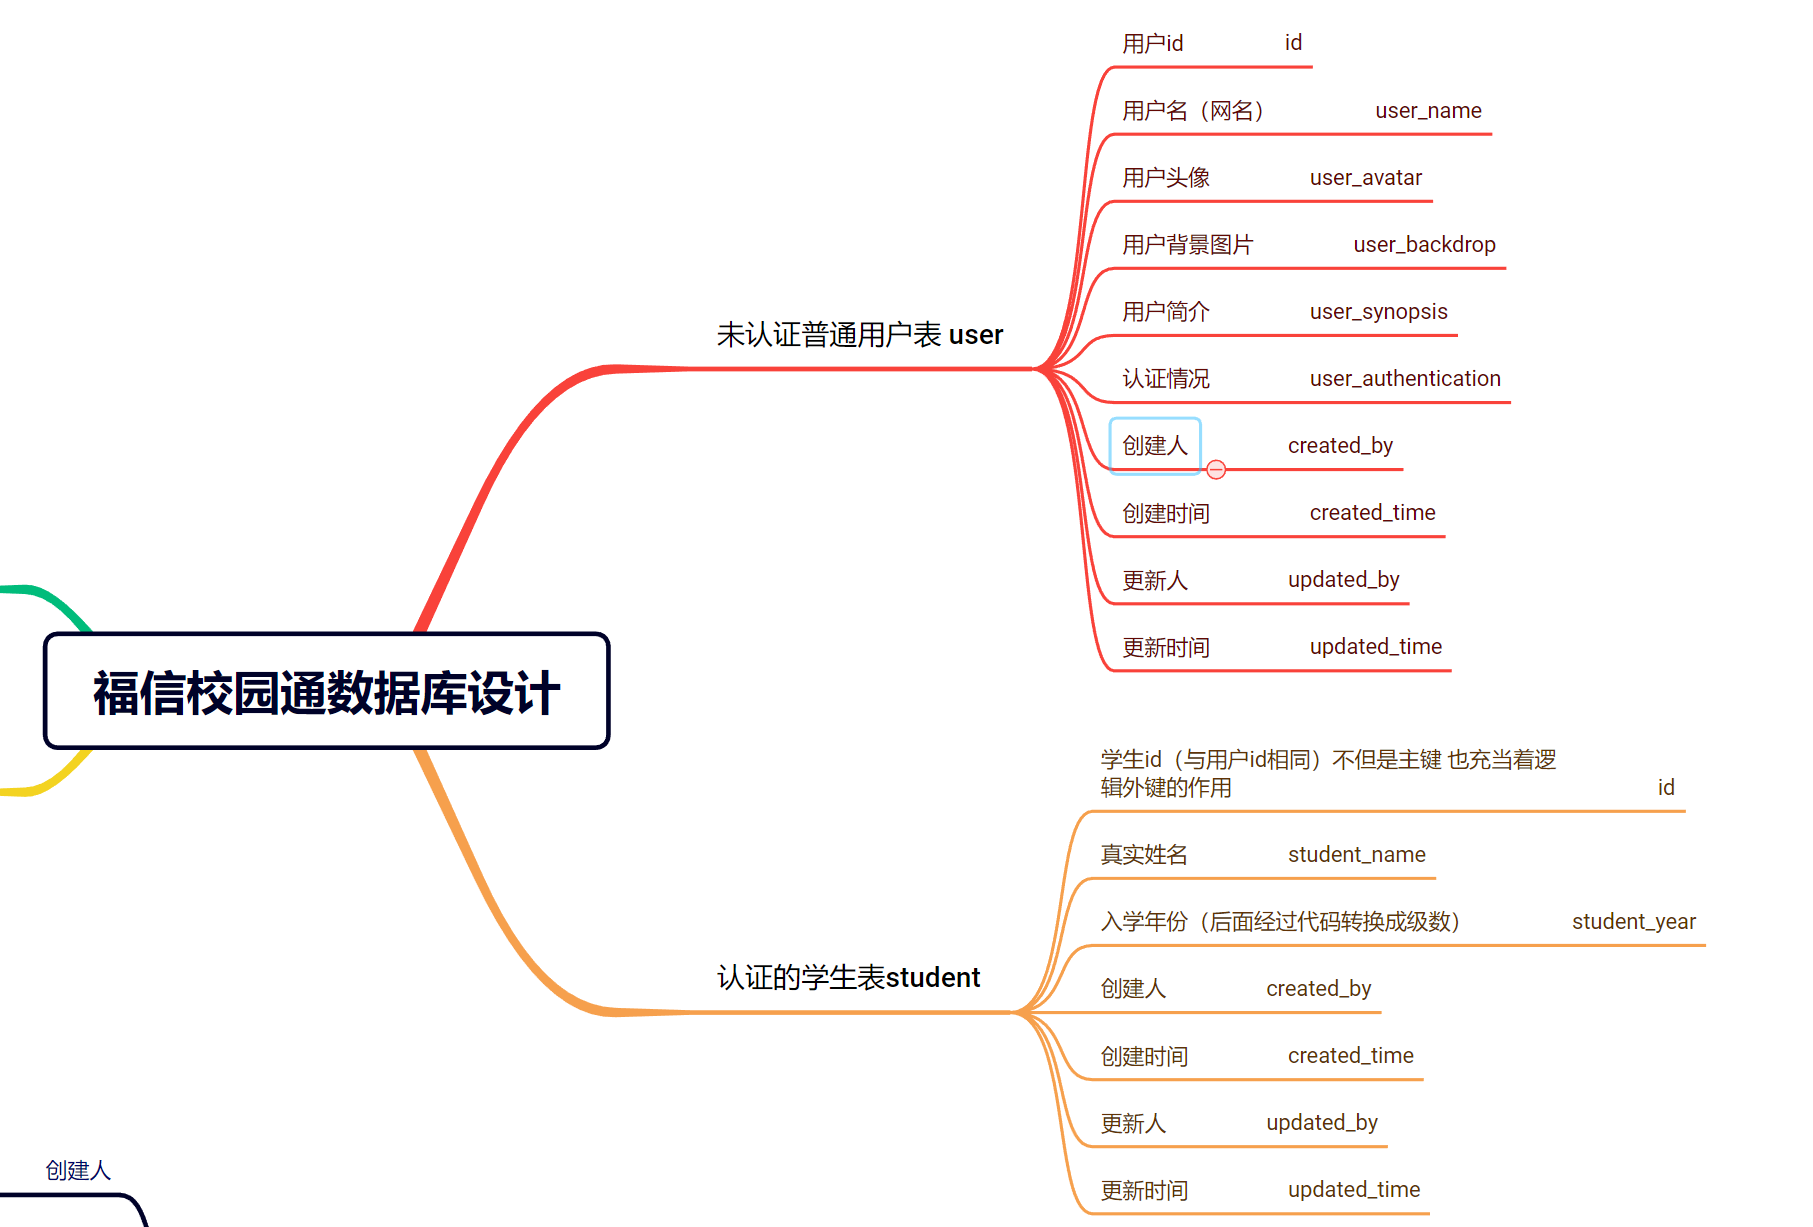 用户id id
用户名（网名） user_name
用户头像 user_avatar
用户背景图片 user_backdrop
用户简介 user_synopsis
未认证普通用户表 user
认证情况 user_authentication
创建人 created_by
创建时间 created_time
更新人 updated_by
更新时间 updated_time
福信校园通数据库设计
学生id（与用户id相同）不但是主键 也充当着逻
辑外键的作用 id
真实姓名 student_name
入学年份（后面经过代码转换成级数） student_year
认证的学生表student
创建人 created_by
创建时间 created_time
更新人 updated_by
更新时间 updated_time
创建人